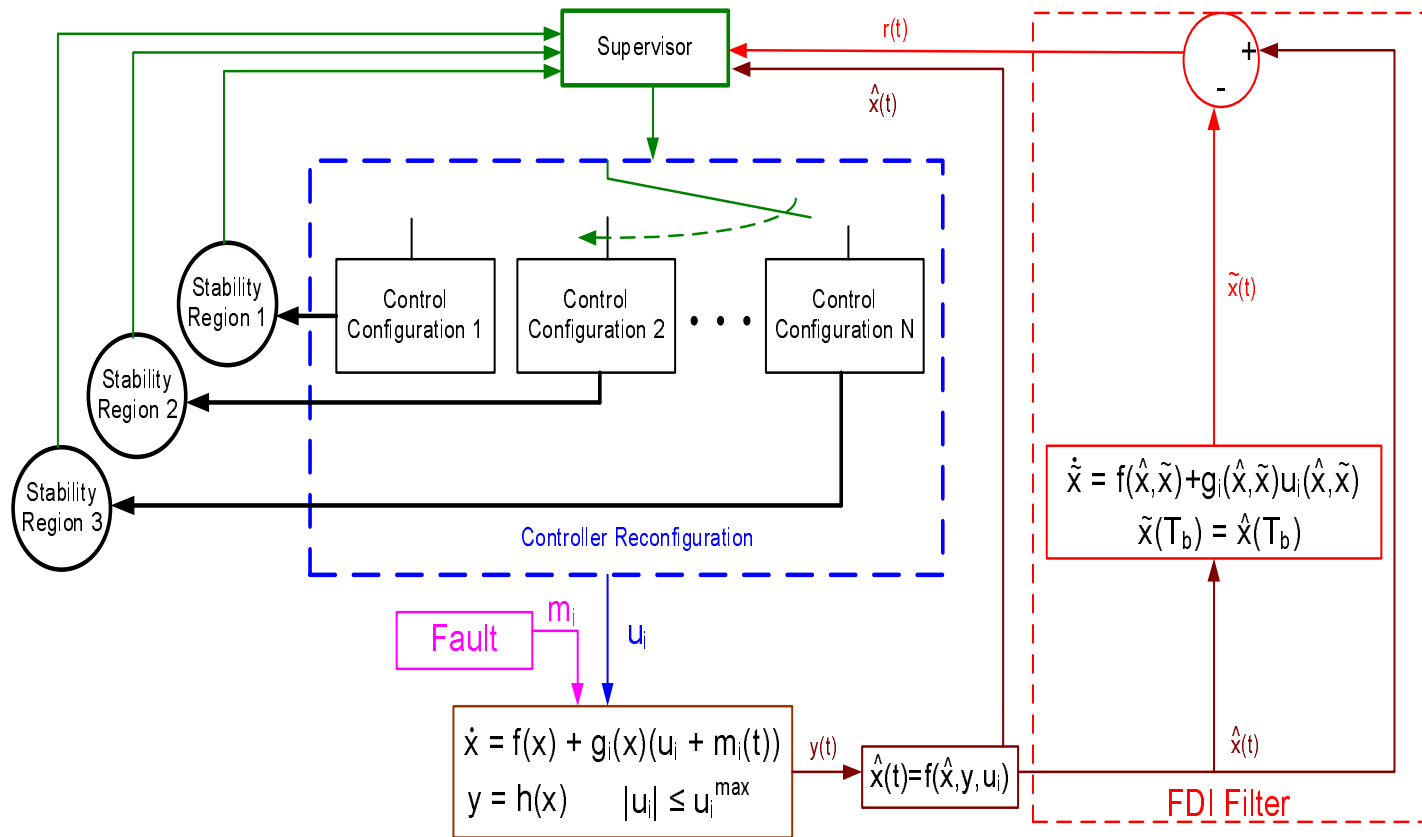 Supervisor
r(t)
x̂(t)
+
-
Stability
Region 1
Control
Configuration 1
Control
Configuration 2
• • •
Control
Configuration N
x̃(t)
Stability
Region 2
Stability
Region 3
Controller Reconfiguration
x̃̇ = f(x̂,x̃)+gᵢ(x̂,x̃)uᵢ(x̂,x̃)
x̃(T_b) = x̂(T_b)
Fault
mᵢ
uᵢ
ẋ = f(x) + gᵢ(x)(uᵢ + mᵢ(t))
y = h(x) |uᵢ| ≤ uᵢ^max
y(t)
x̂(t)=f(x̂,y,uᵢ)
x̂(t)
FDI Filter